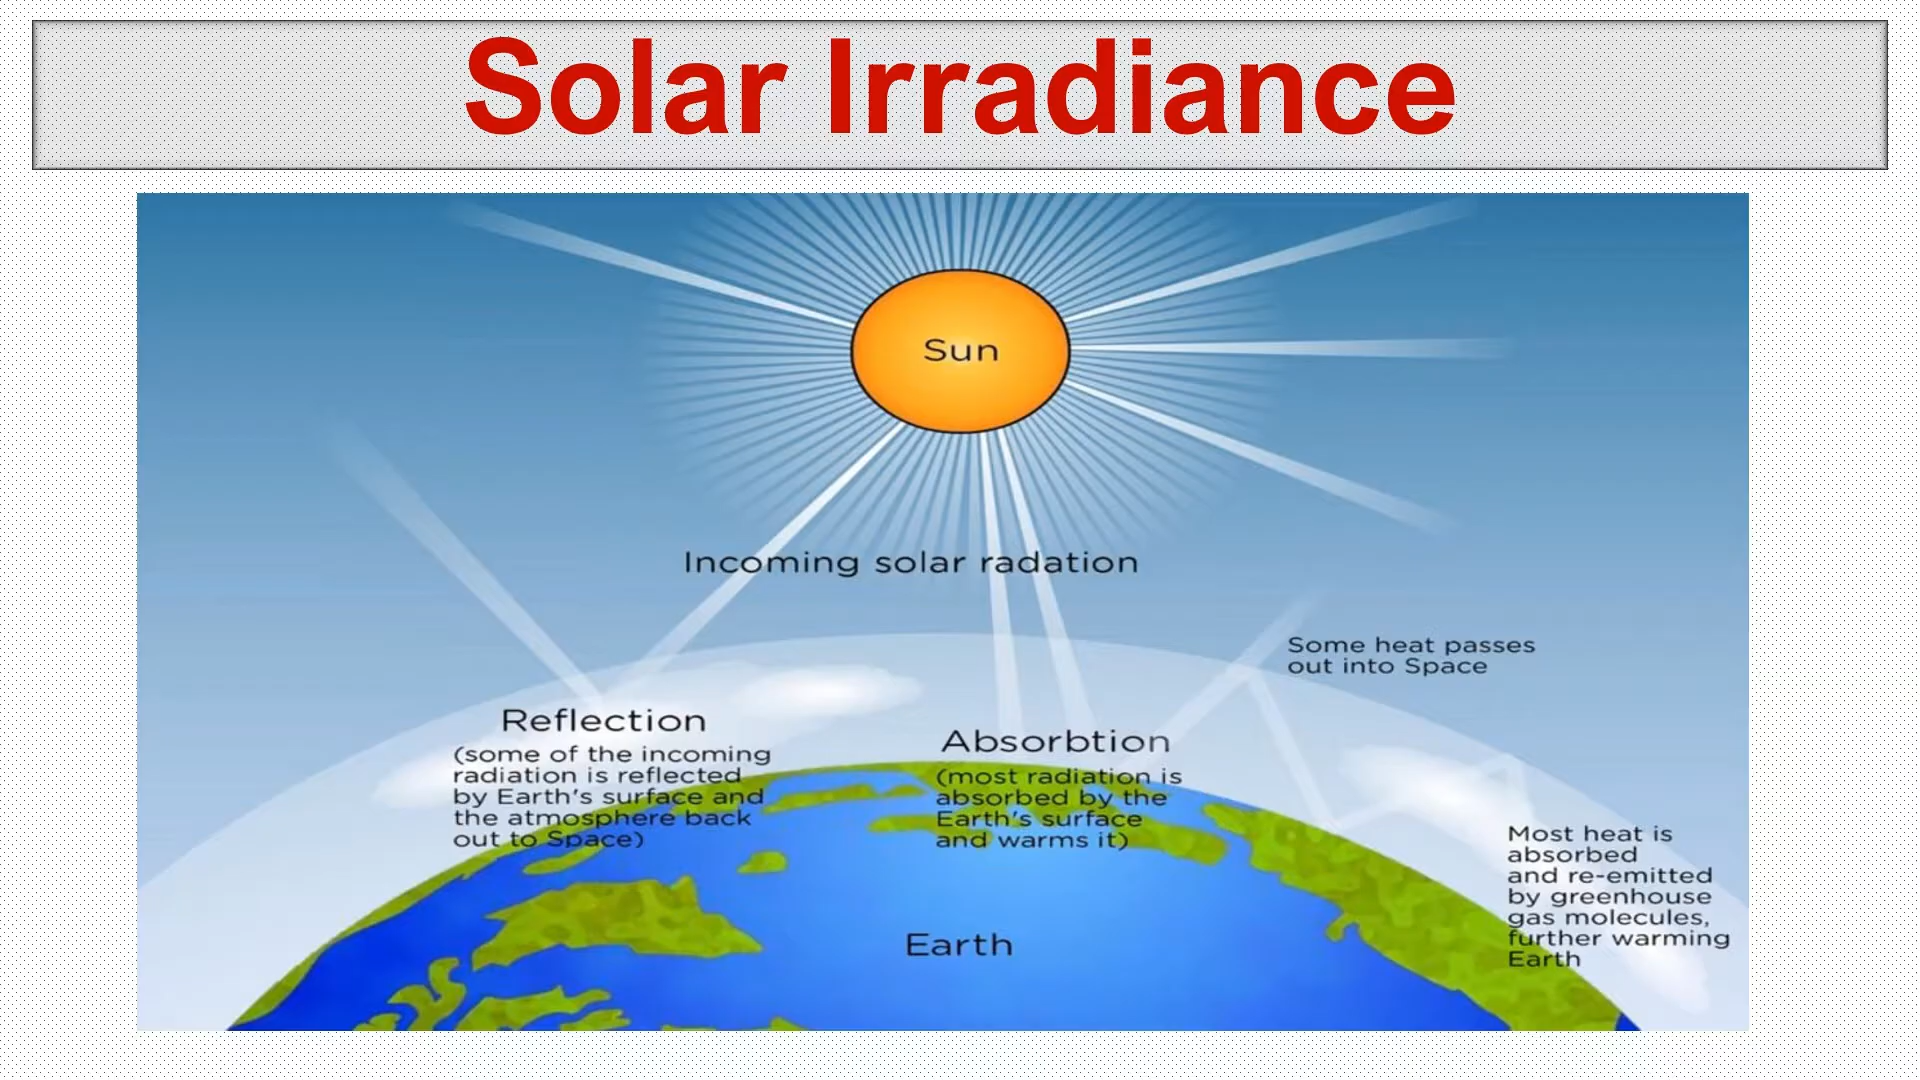 Solar Irradiance
Sun
Incoming solar radation
Some heat passes
out into Space
Reflection
(some of the incoming
radiation is reflected
by Earth's surface and
the atmosphere back
out to Space)
Absorbtion
(most radiation is
absorbed by the
Earth's surface
and warms it)
Most heat is
absorbed
and re-emitted
by greenhouse
gas molecules,
further warming
Earth
Earth